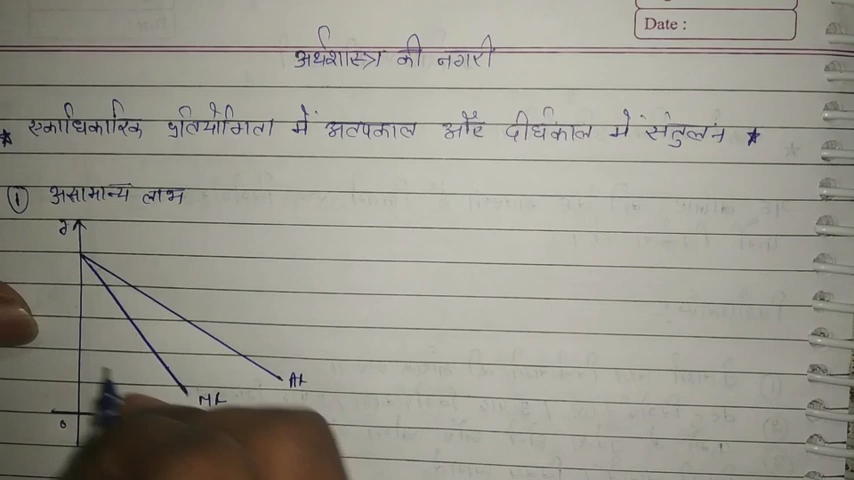 Date :
अर्थशास्त्र की नगरी
* एकाधिकारिक प्रतियोगिता में अल्पकाल और दीर्घकाल में संतुलन *
① असामान्य लाभ
y
AR
MR
0